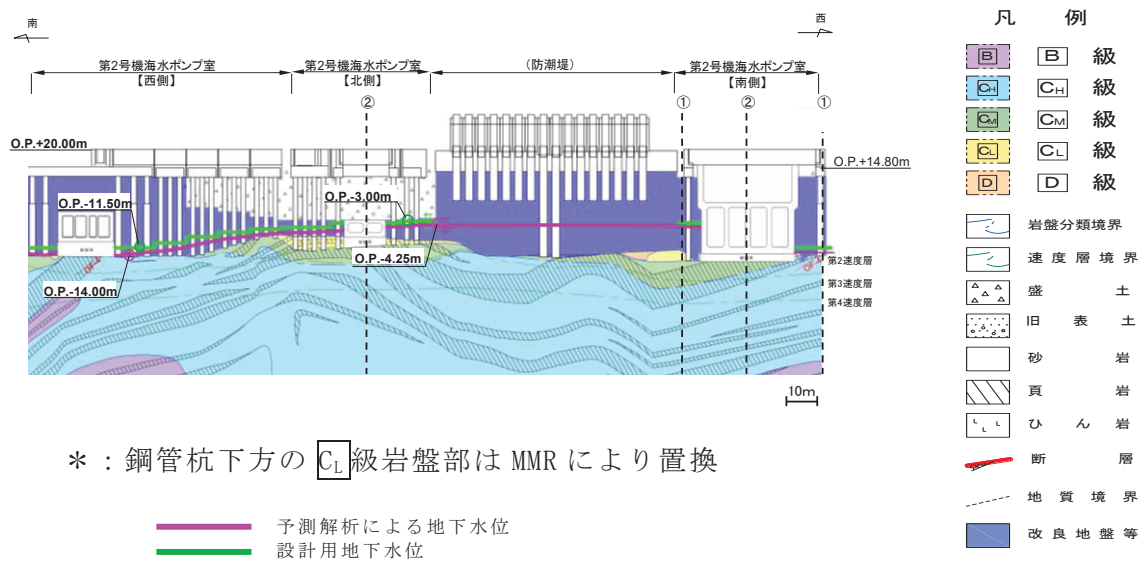 南
西
第2号機海水ポンプ室
【西側】
第2号機海水ポンプ室
【北側】
(防潮堤)
第2号機海水ポンプ室
【南側】
②
①
②
①
O.P.+20.00m
O.P.+14.80m
O.P.-11.50m
O.P.-3.00m
O.P.-4.25m
O.P.-14.00m
第2速度層
第3速度層
第4速度層
10m
＊：鋼管杭下方のCL級岩盤部はMMRにより置換
予測解析による地下水位
設計用地下水位
凡 例
B B 級
CH CH 級
CM CM 級
CL CL 級
D D 級
岩盤分類境界
速度層境界
盛土
旧表土
砂岩
頁岩
ひん岩
断層
地質境界
改良地盤等